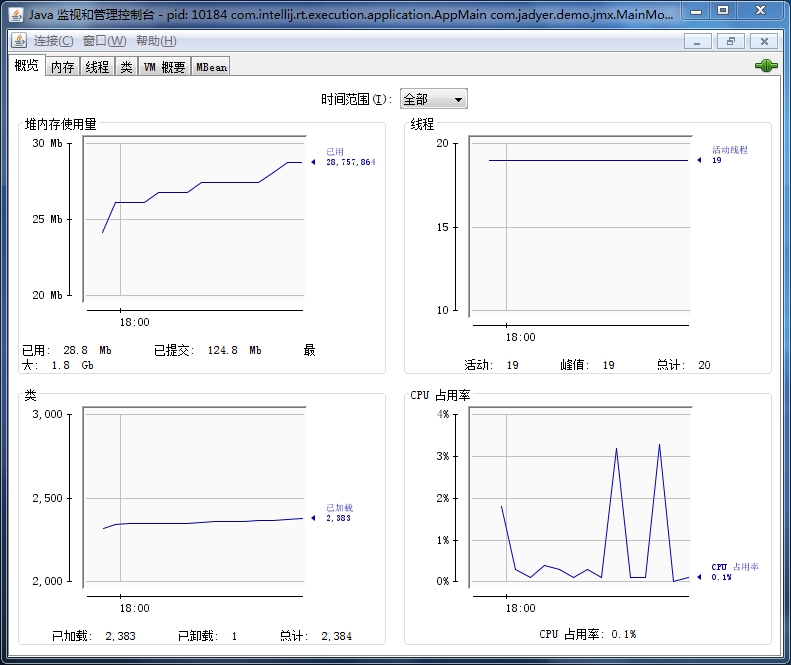 Java 监视和管理控制台 - pid: 10184 com.intellij.rt.execution.application.AppMain com.jadyer.demo.jmx.MainMo...
连接(C) 窗口(W) 帮助(H)
概览 内存 线程 类 VM 概要 MBean
时间范围(I): 全部
堆内存使用量
30 Mb
25 Mb
20 Mb
已用
28,757,864
18:00
已用: 28.8 Mb 已提交: 124.8 Mb 最
大: 1.8 Gb
线程
20
15
10
活动线程
19
18:00
活动: 19 峰值: 19 总计: 20
类
3,000
2,500
2,000
已加载
2,383
18:00
已加载: 2,383 已卸载: 1 总计: 2,384
CPU 占用率
4%
3%
2%
1%
0%
CPU 占用率
0.1%
18:00
CPU 占用率: 0.1%